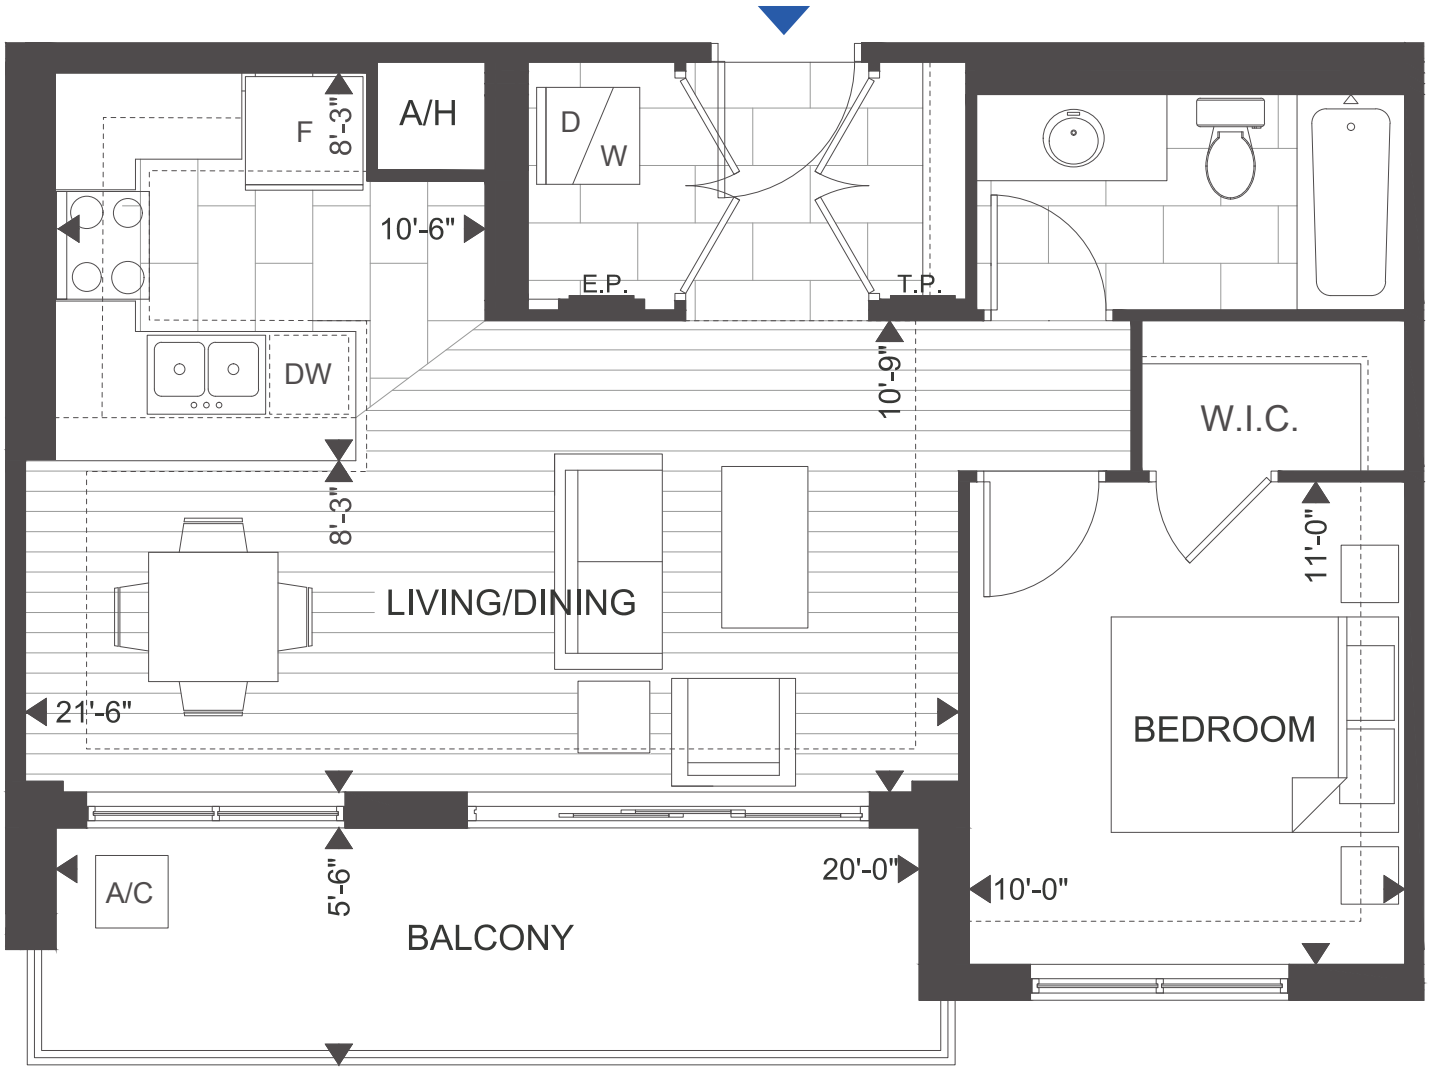 A/H
8'-3"
F
D
W
10'-6"
E.P.
T.P.
DW
10'-9"
W.I.C.
8'-3"
11'-0"
LIVING/DINING
21'-6"
BEDROOM
20'-0"
10'-0"
A/C
5'-6"
BALCONY